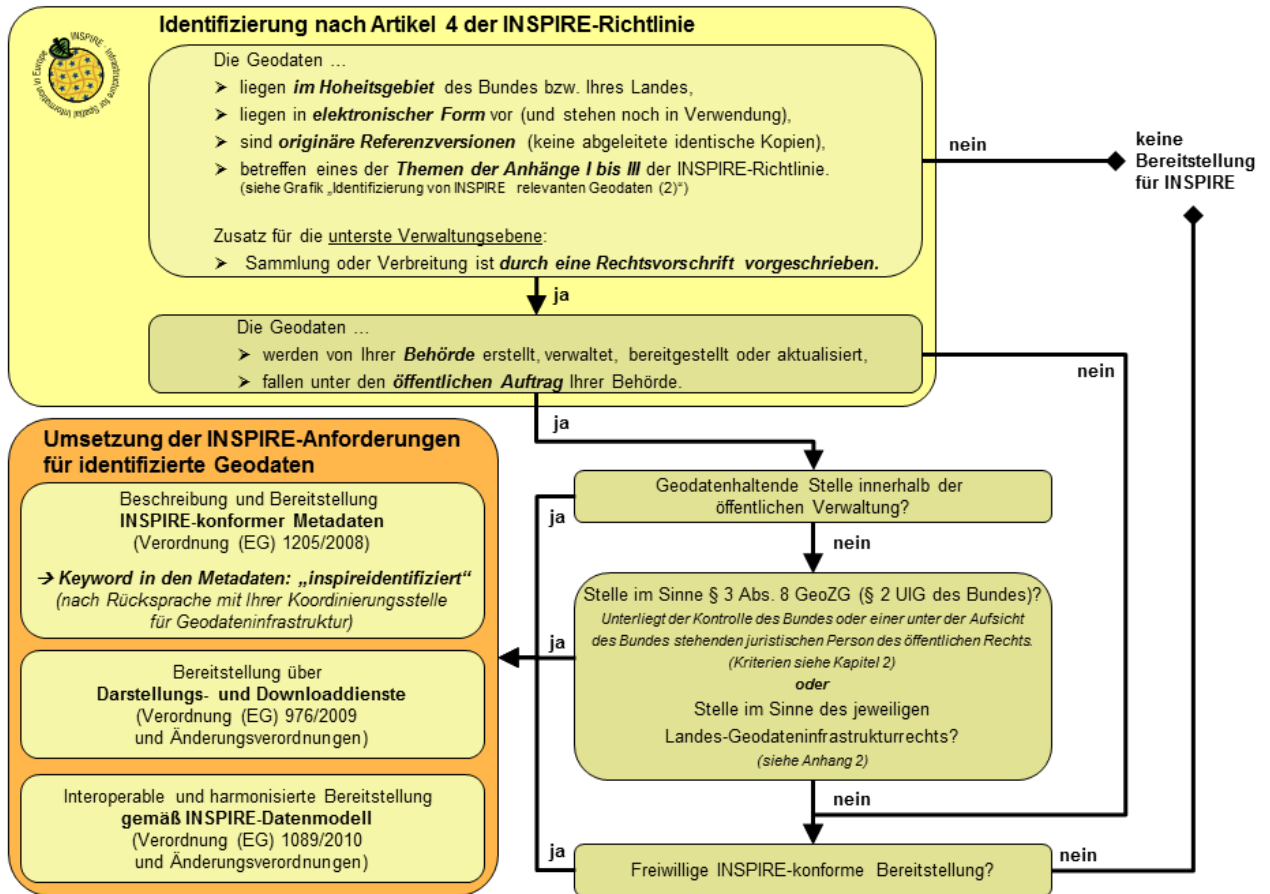 Identifizierung nach Artikel 4 der INSPIRE-Richtlinie
INSPIRE - Infrastructure for Spatial Information in Europe
Die Geodaten …
➢ liegen im Hoheitsgebiet des Bundes bzw. Ihres Landes,
➢ liegen in elektronischer Form vor (und stehen noch in Verwendung),
➢ sind originäre Referenzversionen (keine abgeleitete identische Kopien),
➢ betreffen eines der Themen der Anhänge I bis III der INSPIRE-Richtlinie.
(siehe Grafik „Identifizierung von INSPIRE relevanten Geodaten (2)“)
Zusatz für die unterste Verwaltungsebene:
➢ Sammlung oder Verbreitung ist durch eine Rechtsvorschrift vorgeschrieben.
nein
keine
Bereitstellung
für INSPIRE
ja
Die Geodaten …
➢ werden von Ihrer Behörde erstellt, verwaltet, bereitgestellt oder aktualisiert,
➢ fallen unter den öffentlichen Auftrag Ihrer Behörde.
nein
ja
Umsetzung der INSPIRE-Anforderungen
für identifizierte Geodaten
Beschreibung und Bereitstellung
INSPIRE-konformer Metadaten
(Verordnung (EG) 1205/2008)
→ Keyword in den Metadaten: „inspireidentifiziert“
(nach Rücksprache mit Ihrer Koordinierungsstelle
für Geodateninfrastruktur)
Bereitstellung über
Darstellungs- und Downloaddienste
(Verordnung (EG) 976/2009
und Änderungsverordnungen)
Interoperable und harmonisierte Bereitstellung
gemäß INSPIRE-Datenmodell
(Verordnung (EG) 1089/2010
und Änderungsverordnungen)
Geodatenhaltende Stelle innerhalb der
öffentlichen Verwaltung?
ja
nein
Stelle im Sinne § 3 Abs. 8 GeoZG (§ 2 UIG des Bundes)?
Unterliegt der Kontrolle des Bundes oder einer unter der Aufsicht
des Bundes stehenden juristischen Person des öffentlichen Rechts.
(Kriterien siehe Kapitel 2)
oder
Stelle im Sinne des jeweiligen
Landes-Geodateninfrastrukturrechts?
(siehe Anhang 2)
ja
nein
Freiwillige INSPIRE-konforme Bereitstellung?
ja
nein